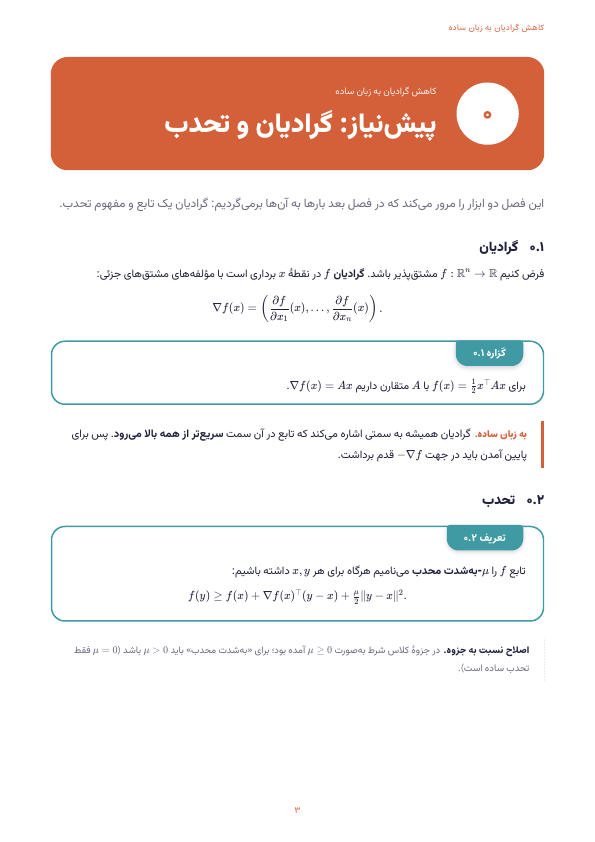 کاهش گرادیان به زبان ساده
۰
کاهش گرادیان به زبان ساده
پیش‌نیاز: گرادیان و تحدب
این فصل دو ابزار را مرور می‌کند که در فصل بعد بارها به آن‌ها برمی‌گردیم: گرادیان یک تابع و مفهوم تحدب.
۰.۱ گرادیان
فرض کنیم f : ℝⁿ → ℝ مشتق‌پذیر باشد. گرادیان f در نقطهٔ x برداری است با مؤلفه‌های مشتق‌های جزئی:
∇f(x) = ( ∂f/∂x₁ (x), . . . , ∂f/∂xₙ (x) ) .
گزاره ۰.۱
برای f(x) = ½ x⊤Ax با A متقارن داریم ∇f(x) = Ax.
به زبان ساده. گرادیان همیشه به سمتی اشاره می‌کند که تابع در آن سمت سریع‌تر از همه بالا می‌رود. پس برای
پایین آمدن باید در جهت −∇f قدم برداشت.
۰.۲ تحدب
تعریف ۰.۲
تابع f را μ-به‌شدت محدب می‌نامیم هرگاه برای هر x, y داشته باشیم:
f(y) ≥ f(x) + ∇f(x)⊤(y − x) + μ/2 ‖y − x‖².
اصلاح نسبت به جزوه. در جزوهٔ کلاس شرط به‌صورت μ ≥ 0 آمده بود؛ برای «به‌شدت محدب» باید μ > 0 باشد (μ = 0 فقط
تحدب ساده است).
۳